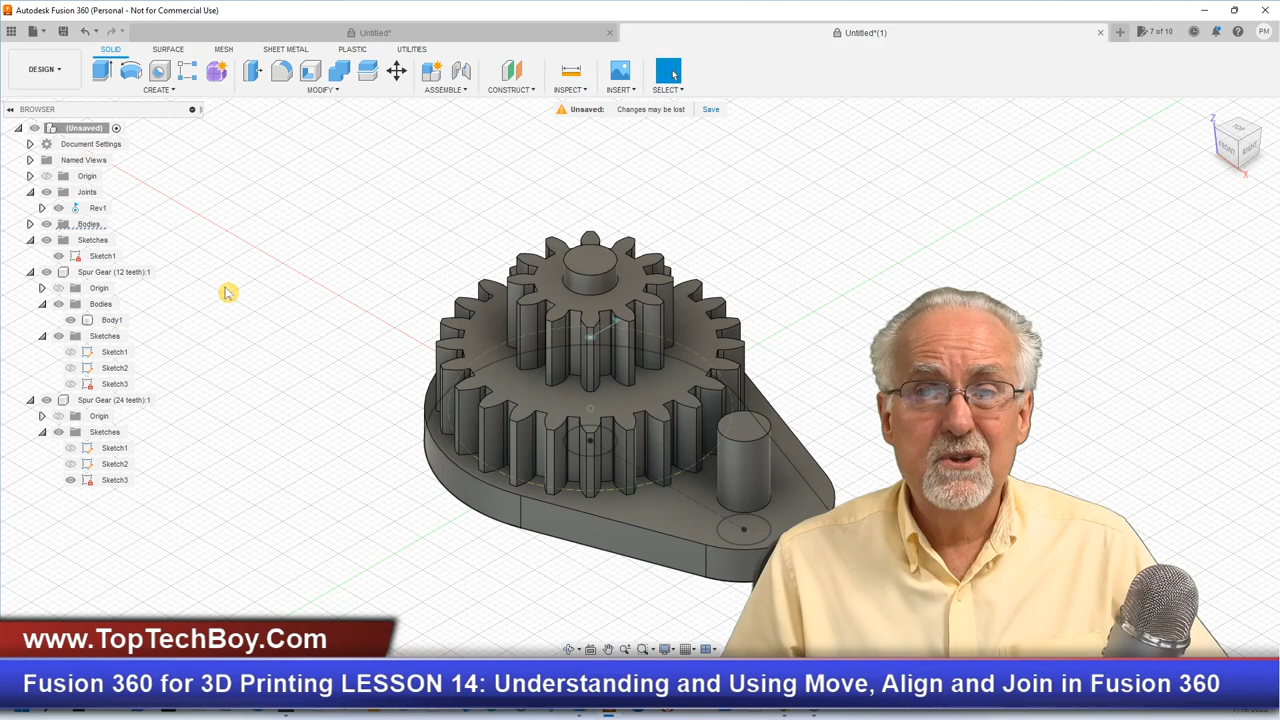 Autodesk Fusion 360 (Personal - Not for Commercial Use)
Untitled*
Untitled*(1)
7 of 10
PM
DESIGN
SOLID
SURFACE
MESH
SHEET METAL
PLASTIC
UTILITIES
CREATE
MODIFY
ASSEMBLE
CONSTRUCT
INSPECT
INSERT
SELECT
BROWSER
Unsaved: Changes may be lost Save
(Unsaved)
Document Settings
Named Views
Origin
Joints
Rev1
Bodies
Sketches
Sketch1
Spur Gear (12 teeth):1
Origin
Bodies
Body1
Sketches
Sketch1
Sketch2
Sketch3
Spur Gear (24 teeth):1
Origin
Sketches
Sketch1
Sketch2
Sketch3
Z
TOP
FRONT
RIGHT
X
www.TopTechBoy.Com
Fusion 360 for 3D Printing LESSON 14: Understanding and Using Move, Align and Join in Fusion 360